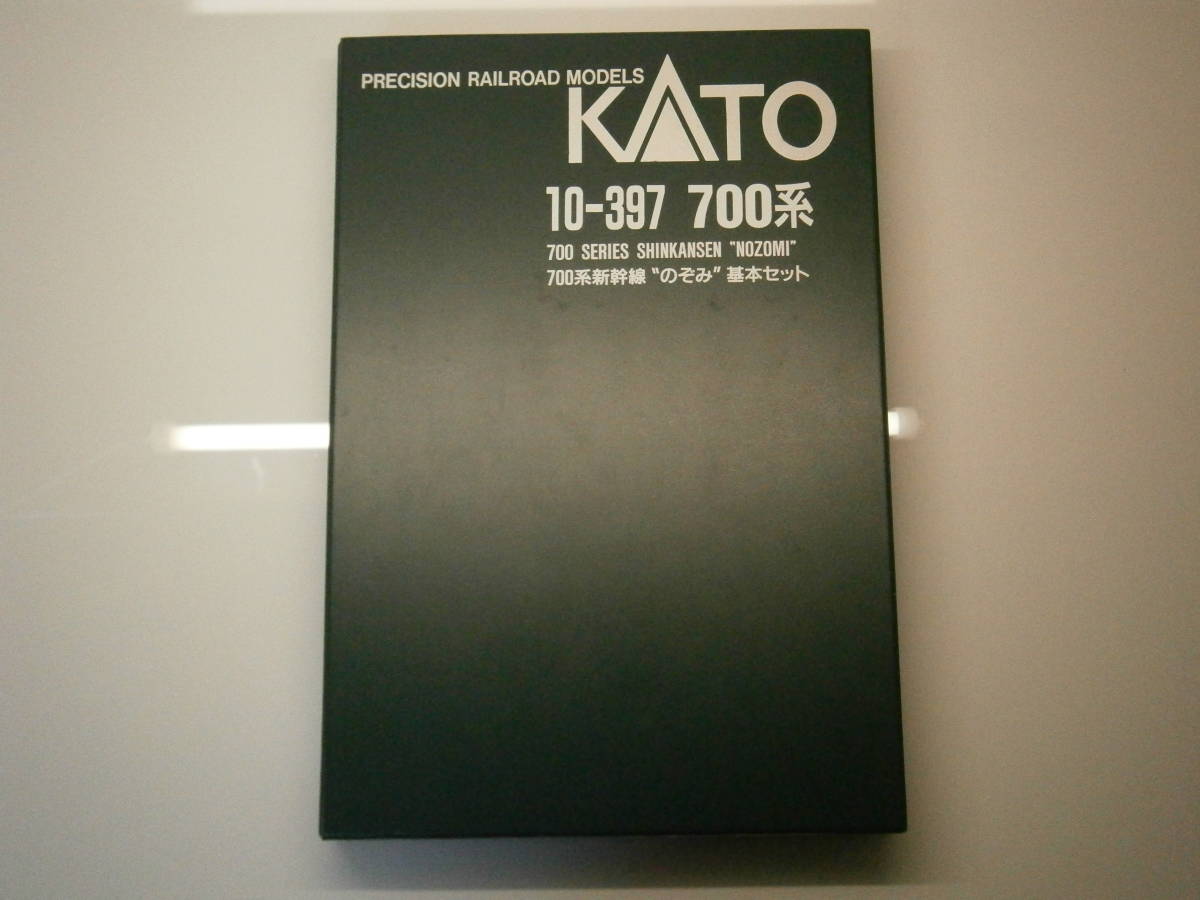 PRECISION RAILROAD MODELS
KATO
10-397 700系
700 SERIES SHINKANSEN "NOZOMI"
700系新幹線 “のぞみ” 基本セット